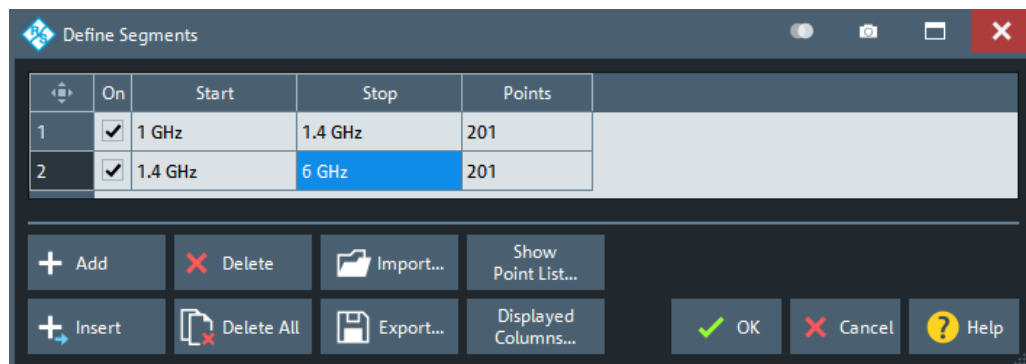 R&S Define Segments
On Start Stop Points
1 1 GHz 1.4 GHz 201
2 1.4 GHz 6 GHz 201
Add Delete Import... Show
Point List...
Insert Delete All Export... Displayed
Columns...
OK Cancel ? Help